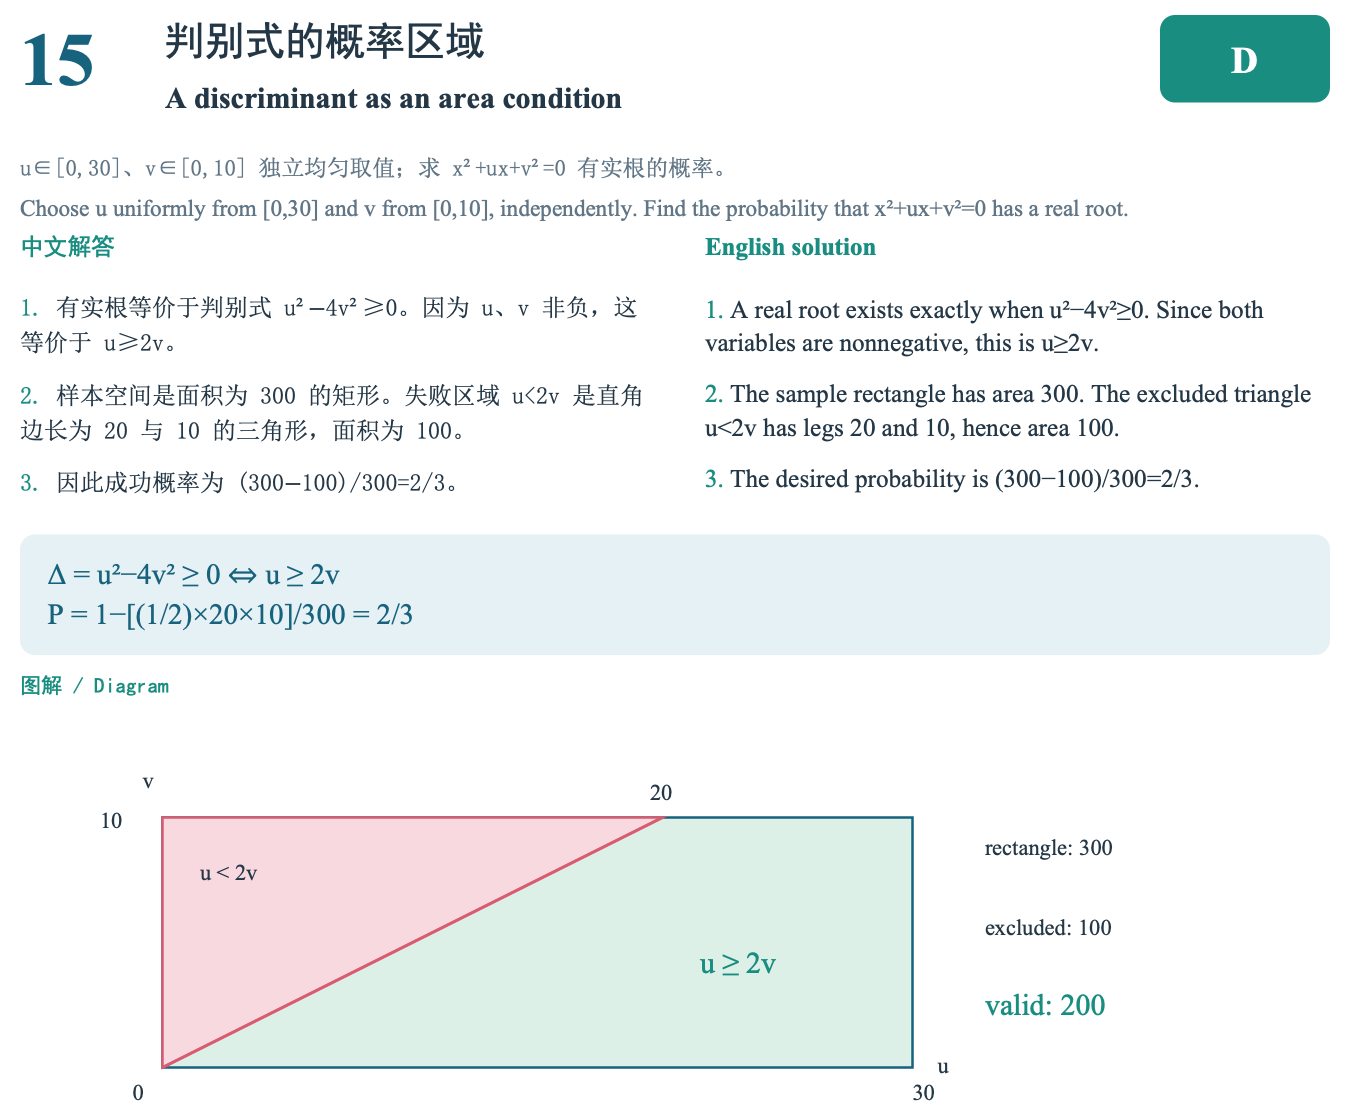 15
判别式的概率区域
A discriminant as an area condition
D
u∈[0,30]、v∈[0,10] 独立均匀取值；求 x²+ux+v²=0 有实根的概率。
Choose u uniformly from [0,30] and v from [0,10], independently. Find the probability that x²+ux+v²=0 has a real root.
中文解答
1. 有实根等价于判别式 u²−4v²≥0。因为 u、v 非负，这
等价于 u≥2v。
2. 样本空间是面积为 300 的矩形。失败区域 u<2v 是直角
边长为 20 与 10 的三角形，面积为 100。
3. 因此成功概率为 (300−100)/300=2/3。
English solution
1. A real root exists exactly when u²−4v²≥0. Since both
variables are nonnegative, this is u≥2v.
2. The sample rectangle has area 300. The excluded triangle
u<2v has legs 20 and 10, hence area 100.
3. The desired probability is (300−100)/300=2/3.
Δ = u²−4v² ≥ 0 ⇔ u ≥ 2v
P = 1−[(1/2)×20×10]/300 = 2/3
图解 / Diagram
v
20
10
rectangle: 300
u < 2v
excluded: 100
u ≥ 2v
valid: 200
u
0
30